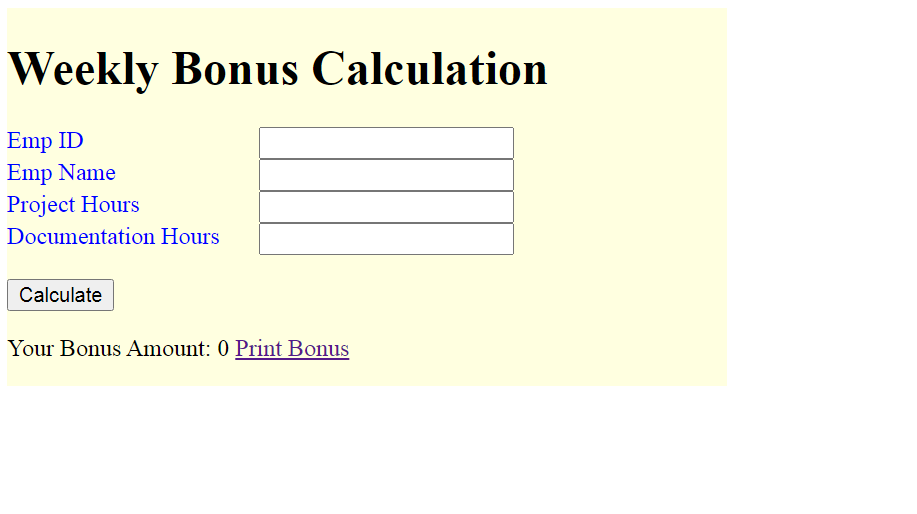 Weekly Bonus Calculation
Emp ID
Emp Name
Project Hours
Documentation Hours
Calculate
Your Bonus Amount: 0 Print Bonus